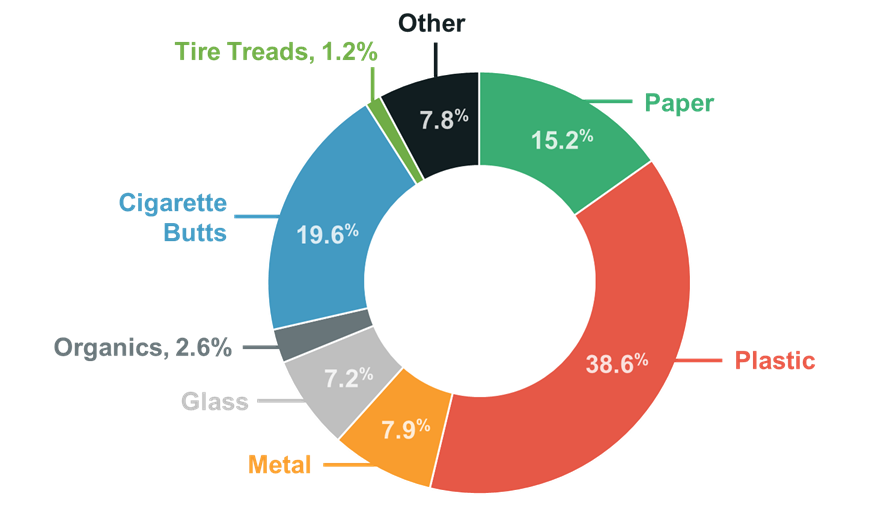 Other
Tire Treads, 1.2%
7.8%
Paper
15.2%
Cigarette
Butts
19.6%
Organics, 2.6%
38.6%
Plastic
7.2%
Glass
7.9%
Metal